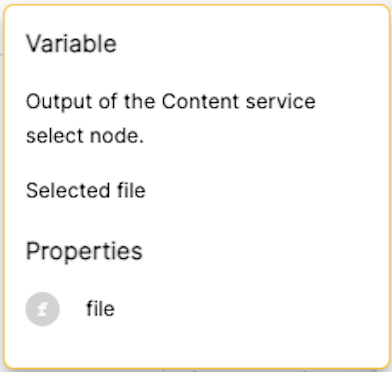 Variable
Output of the Content service
select node.
Selected file
Properties
f file